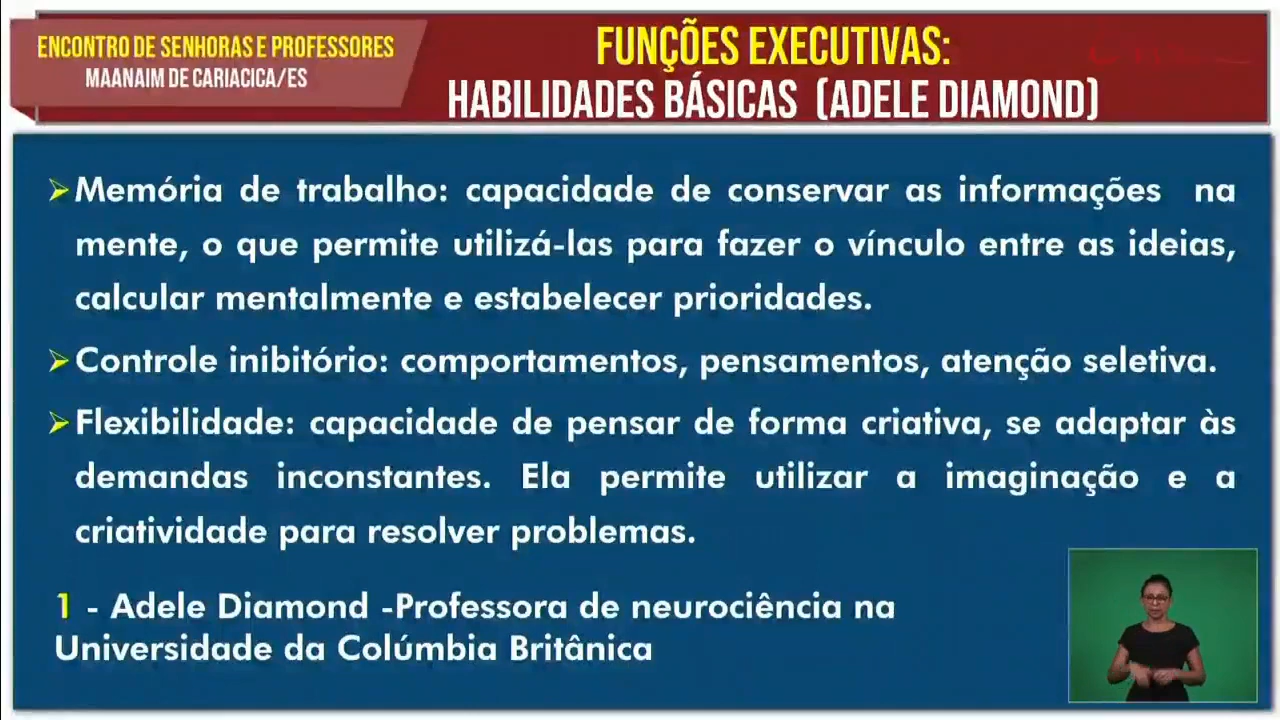 ENCONTRO DE SENHORAS E PROFESSORES
MAANAIM DE CARIACICA/ES
FUNÇÕES EXECUTIVAS:
HABILIDADES BÁSICAS (ADELE DIAMOND)
Memória de trabalho: capacidade de conservar as informações na
mente, o que permite utilizá-las para fazer o vínculo entre as ideias,
calcular mentalmente e estabelecer prioridades.
Controle inibitório: comportamentos, pensamentos, atenção seletiva.
Flexibilidade: capacidade de pensar de forma criativa, se adaptar às
demandas inconstantes. Ela permite utilizar a imaginação e a
criatividade para resolver problemas.
1 - Adele Diamond -Professora de neurociência na
Universidade da Colúmbia Britânica